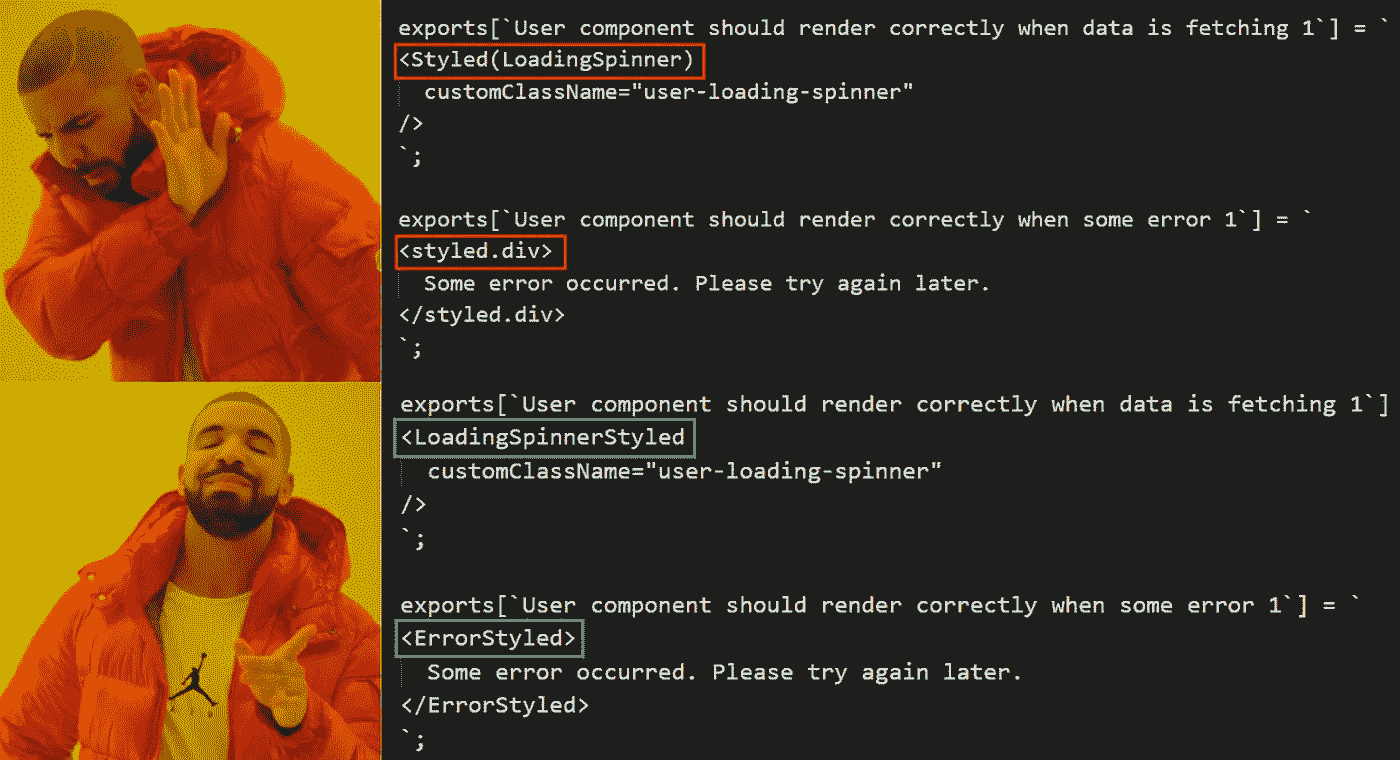 exports[`User component should render correctly when data is fetching 1`] = `
<Styled(LoadingSpinner)
customClassName="user-loading-spinner"
/>
`;
exports[`User component should render correctly when some error 1`] = `
<styled.div>
Some error occurred. Please try again later.
</styled.div>
`;
exports[`User component should render correctly when data is fetching 1`]
<LoadingSpinnerStyled
customClassName="user-loading-spinner"
/>
`;
exports[`User component should render correctly when some error 1`] = `
<ErrorStyled>
Some error occurred. Please try again later.
</ErrorStyled>
`;